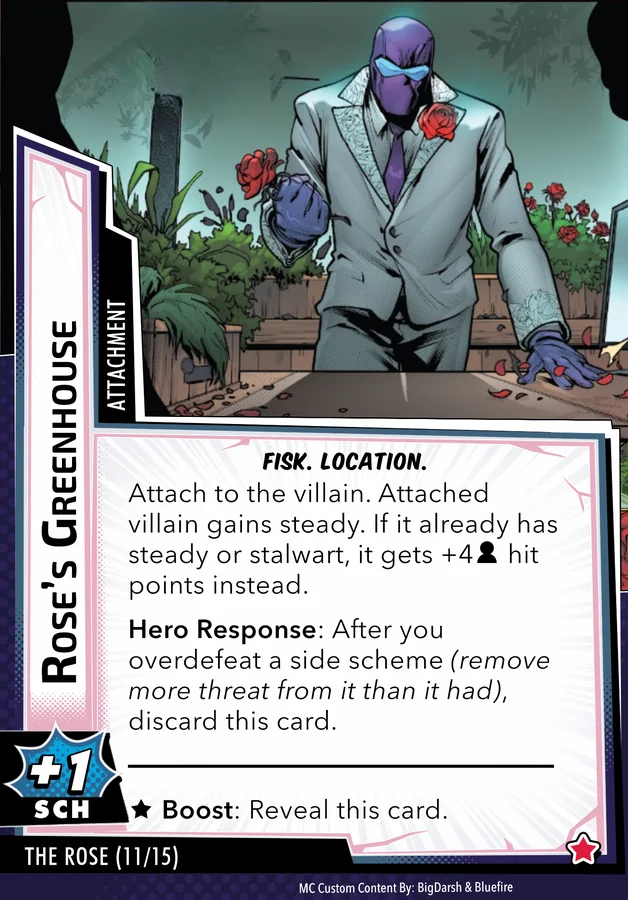 ROSE'S GREENHOUSE
ATTACHMENT
FISK. LOCATION.
Attach to the villain. Attached
villain gains steady. If it already has
steady or stalwart, it gets +4 hit
points instead.
Hero Response: After you
overdefeat a side scheme (remove
more threat from it than it had),
discard this card.
+1
SCH
★ Boost: Reveal this card.
THE ROSE (11/15)
MC Custom Content By: BigDarsh & Bluefire